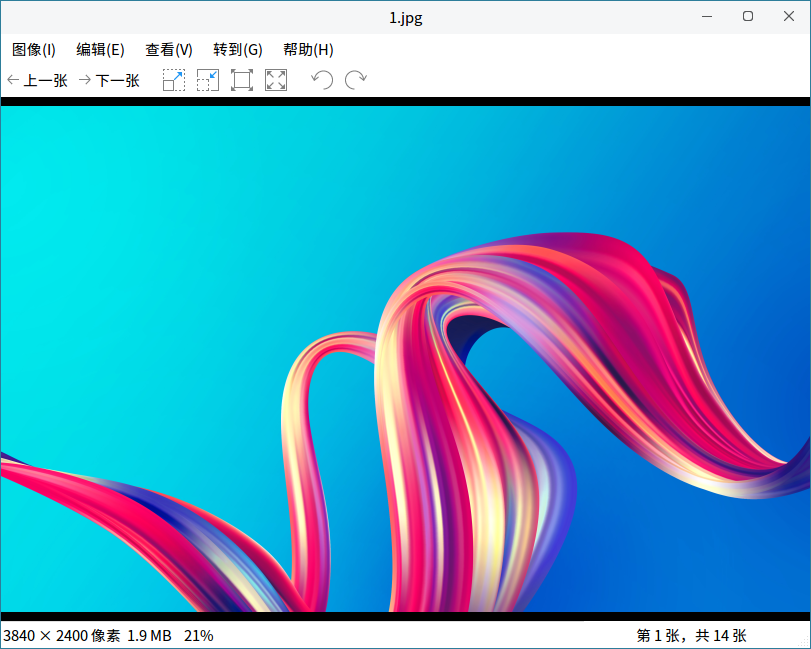 1.jpg
图像(I) 编辑(E) 查看(V) 转到(G) 帮助(H)
上一张 下一张
3840 × 2400 像素 1.9 MB 21% 第 1 张，共 14 张